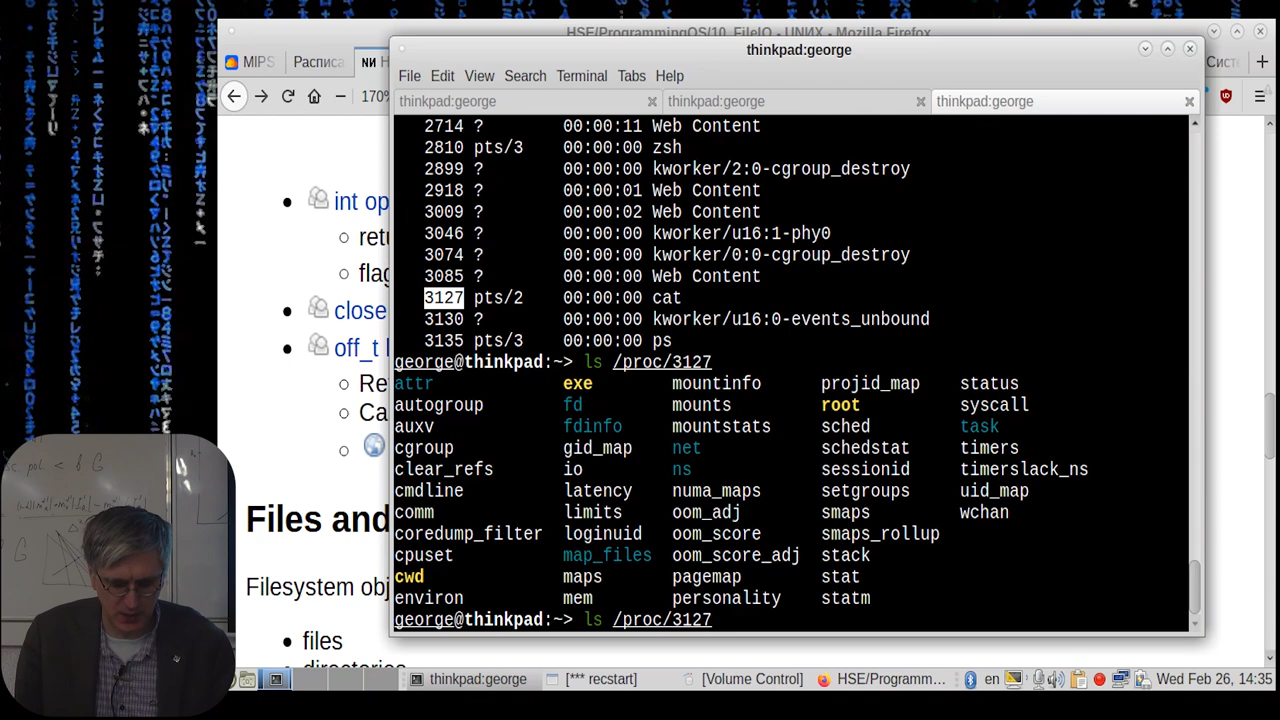 HSE/ProgrammingOS/10_FileIO - UNИX - Mozilla Firefox
thinkpad:george
MIPS
Расписа
NИ
170%
File Edit View Search Terminal Tabs Help
thinkpad:george thinkpad:george thinkpad:george
int op
retu
flag
close
off_t
Re
Ca
Files and
Filesystem obj
files
directories
2714 ? 00:00:11 Web Content
2810 pts/3 00:00:00 zsh
2899 ? 00:00:00 kworker/2:0-cgroup_destroy
2918 ? 00:00:01 Web Content
3009 ? 00:00:02 Web Content
3046 ? 00:00:00 kworker/u16:1-phy0
3074 ? 00:00:00 kworker/0:0-cgroup_destroy
3085 ? 00:00:00 Web Content
3127 pts/2 00:00:00 cat
3130 ? 00:00:00 kworker/u16:0-events_unbound
3135 pts/3 00:00:00 ps
george@thinkpad:~> ls /proc/3127
attr exe mountinfo projid_map status
autogroup fd mounts root syscall
auxv fdinfo mountstats sched task
cgroup gid_map net schedstat timers
clear_refs io ns sessionid timerslack_ns
cmdline latency numa_maps setgroups uid_map
comm limits oom_adj smaps wchan
coredump_filter loginuid oom_score smaps_rollup
cpuset map_files oom_score_adj stack
cwd maps pagemap stat
environ mem personality statm
george@thinkpad:~> ls /proc/3127
thinkpad:george [*** recstart] [Volume Control] HSE/Programm... en Wed Feb 26, 14:35